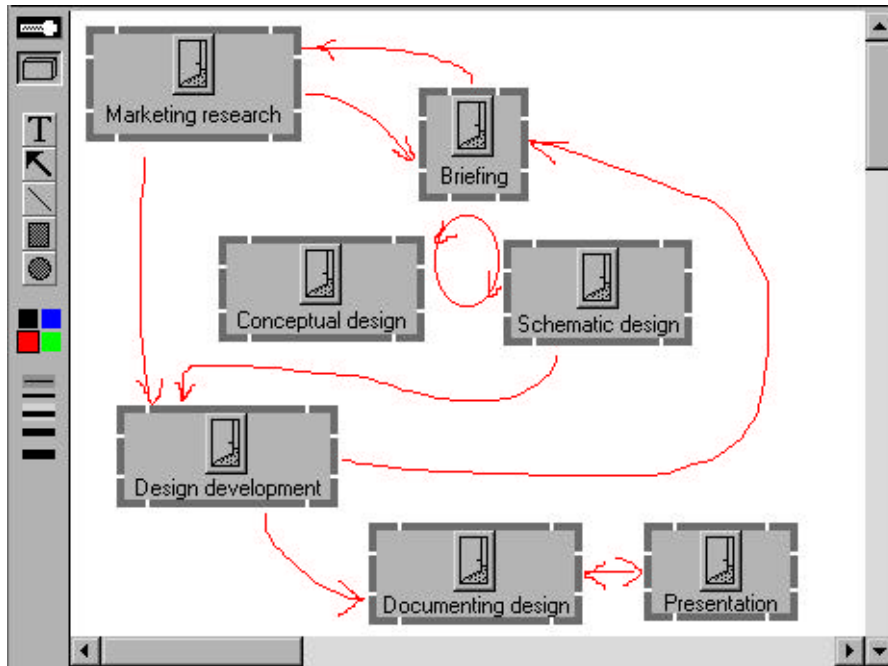 Marketing research
T
Briefing
Conceptual design
Schematic design
Design development
Documenting design
Presentation